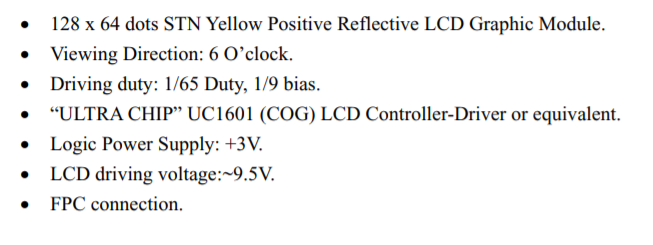 • 128 x 64 dots STN Yellow Positive Reflective LCD Graphic Module.
• Viewing Direction: 6 O’clock.
• Driving duty: 1/65 Duty, 1/9 bias.
• “ULTRA CHIP” UC1601 (COG) LCD Controller-Driver or equivalent.
• Logic Power Supply: +3V.
• LCD driving voltage:~9.5V.
• FPC connection.